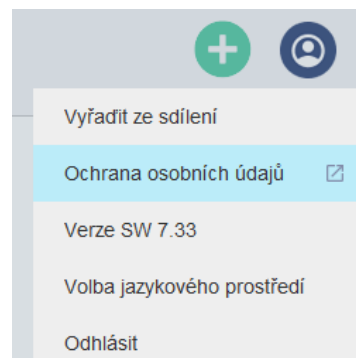 Vyřadit ze sdílení
Ochrana osobních údajů
Verze SW 7.33
Volba jazykového prostředí
Odhlásit